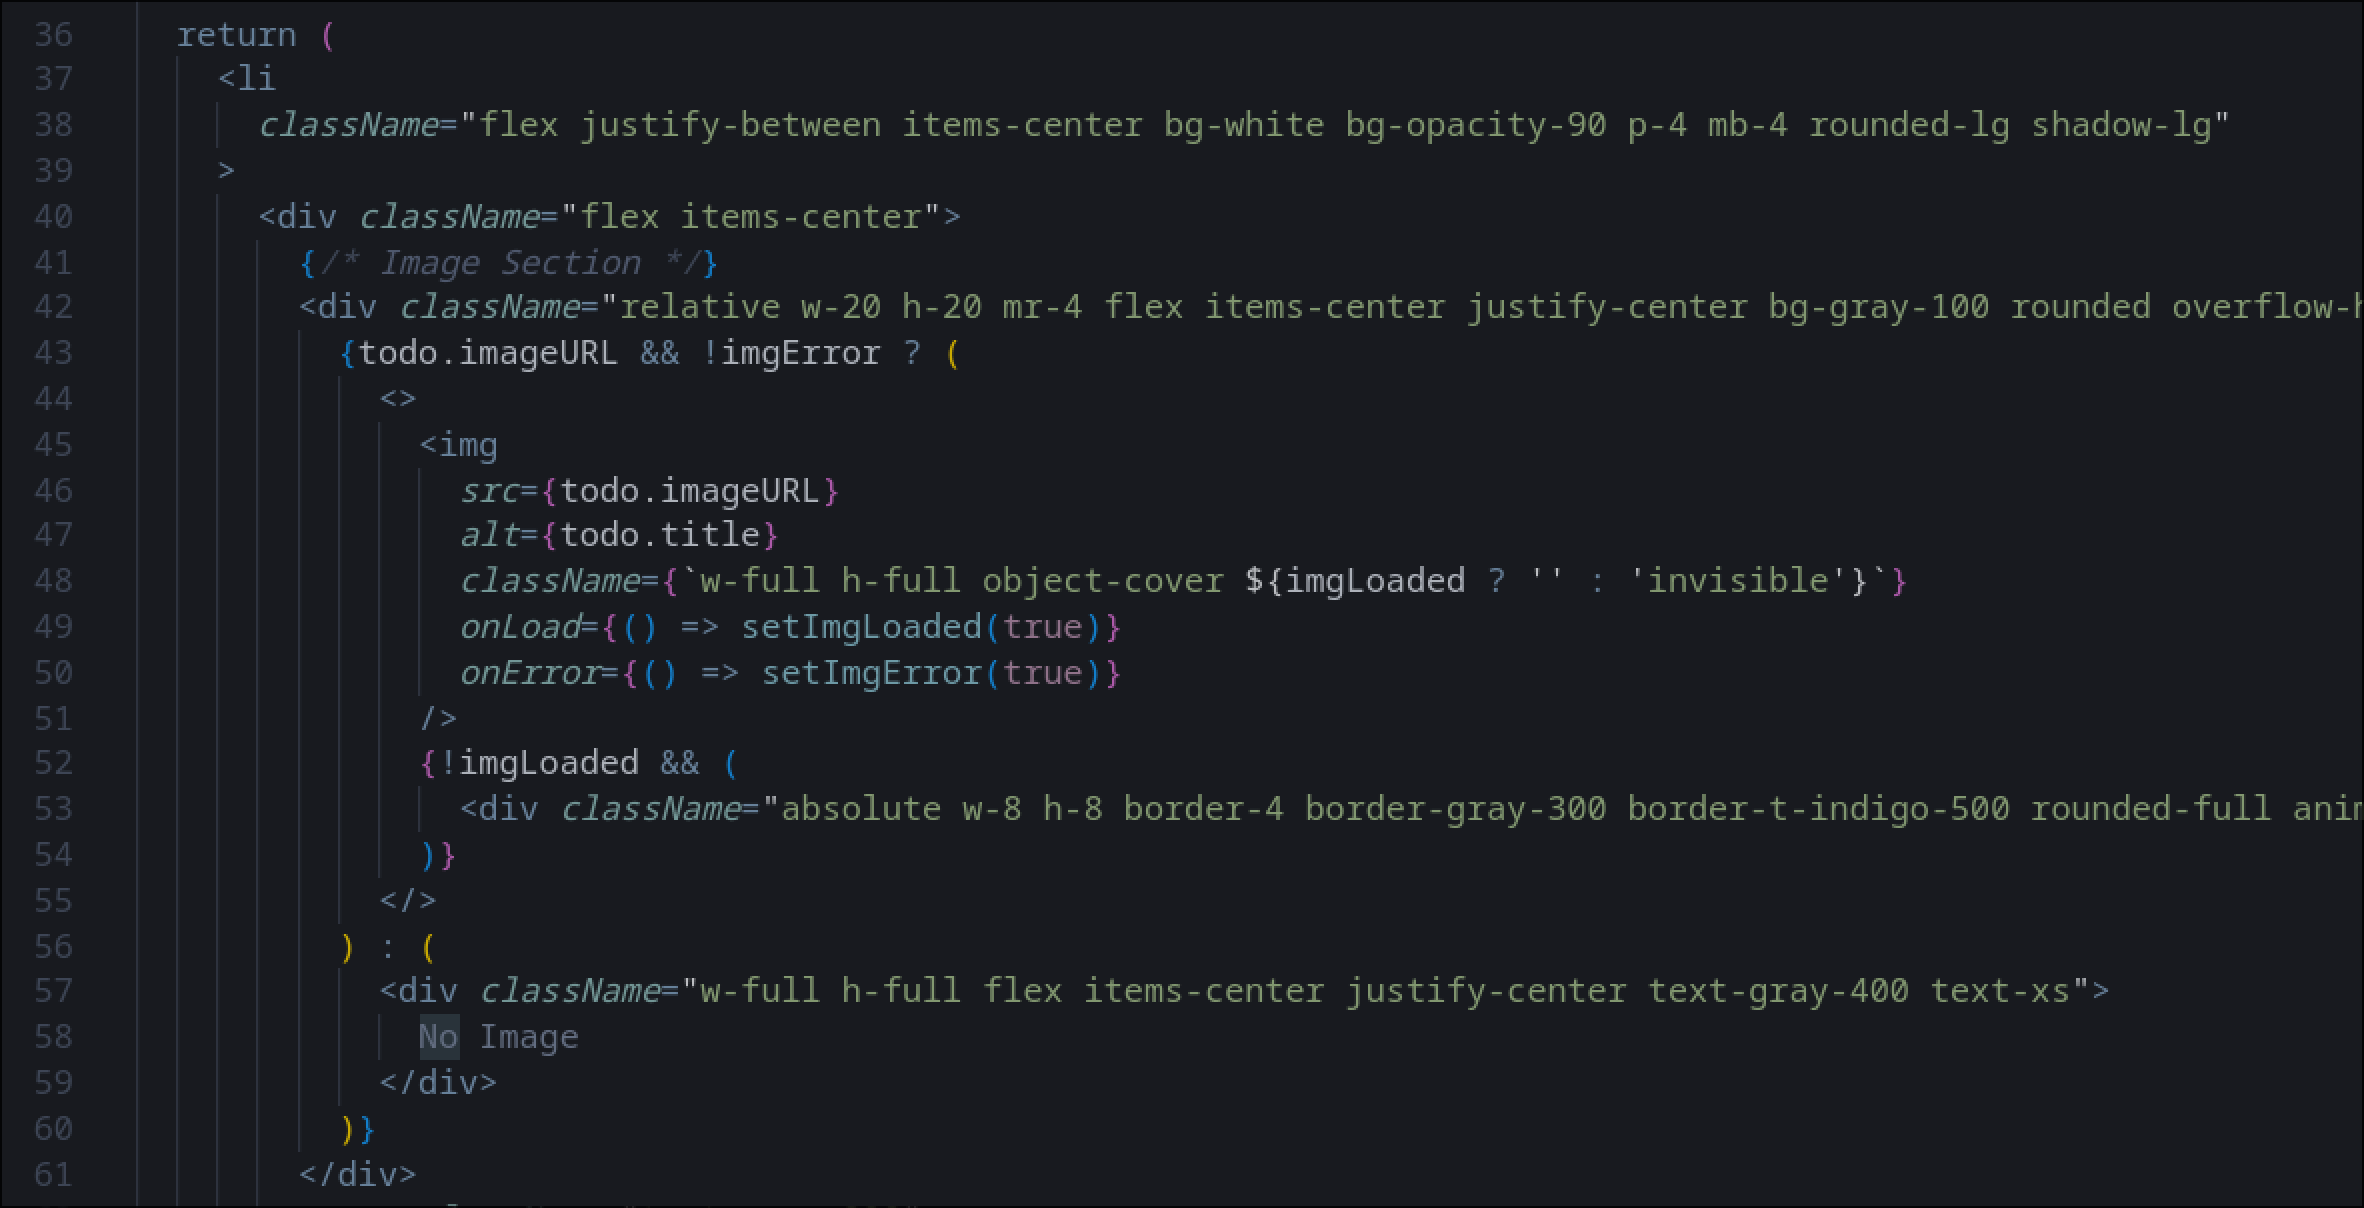 36 return (
37 <li
38 className="flex justify-between items-center bg-white bg-opacity-90 p-4 mb-4 rounded-lg shadow-lg"
39 >
40 <div className="flex items-center">
41 {/* Image Section */}
42 <div className="relative w-20 h-20 mr-4 flex items-center justify-center bg-gray-100 rounded overflow-h
43 {todo.imageURL && !imgError ? (
44 <>
45 <img
46 src={todo.imageURL}
47 alt={todo.title}
48 className={`w-full h-full object-cover ${imgLoaded ? '' : 'invisible'}`}
49 onLoad={() => setImgLoaded(true)}
50 onError={() => setImgError(true)}
51 />
52 {!imgLoaded && (
53 <div className="absolute w-8 h-8 border-4 border-gray-300 border-t-indigo-500 rounded-full anim
54 )}
55 </>
56 ) : (
57 <div className="w-full h-full flex items-center justify-center text-gray-400 text-xs">
58 No Image
59 </div>
60 )}
61 </div>